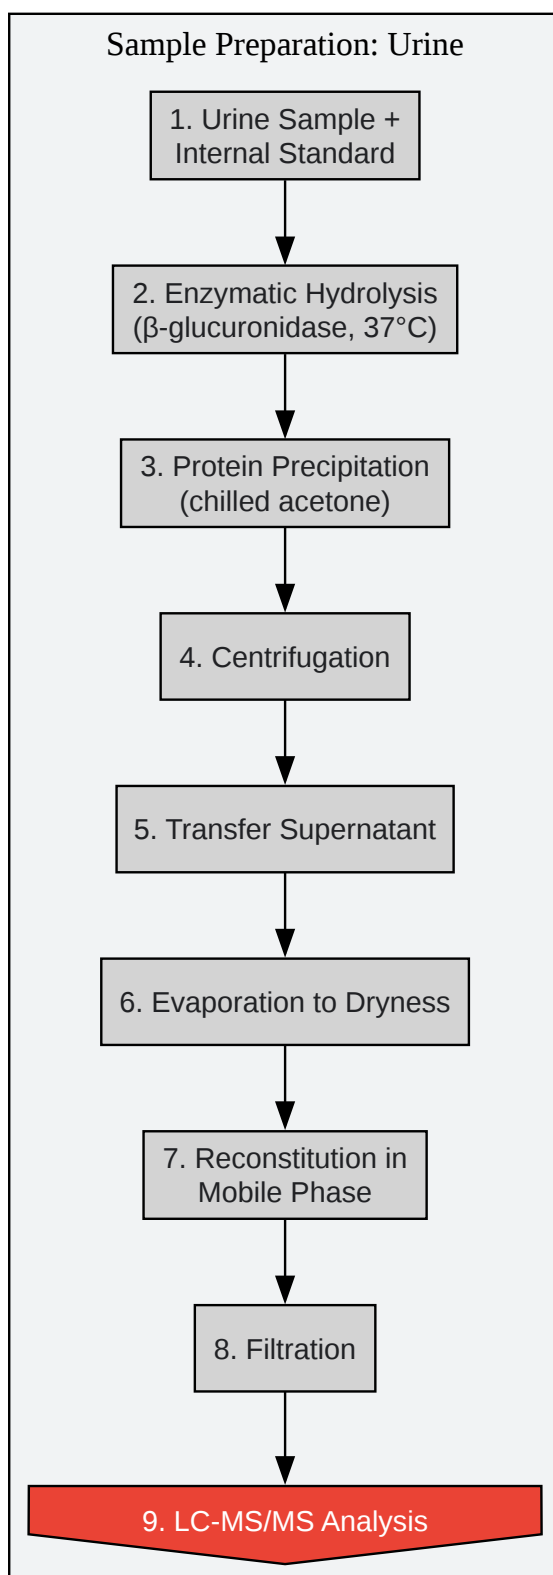 Sample Preparation: Urine
1. Urine Sample +
Internal Standard
2. Enzymatic Hydrolysis
(β-glucuronidase, 37°C)
3. Protein Precipitation
(chilled acetone)
4. Centrifugation
5. Transfer Supernatant
6. Evaporation to Dryness
7. Reconstitution in
Mobile Phase
8. Filtration
9. LC-MS/MS Analysis